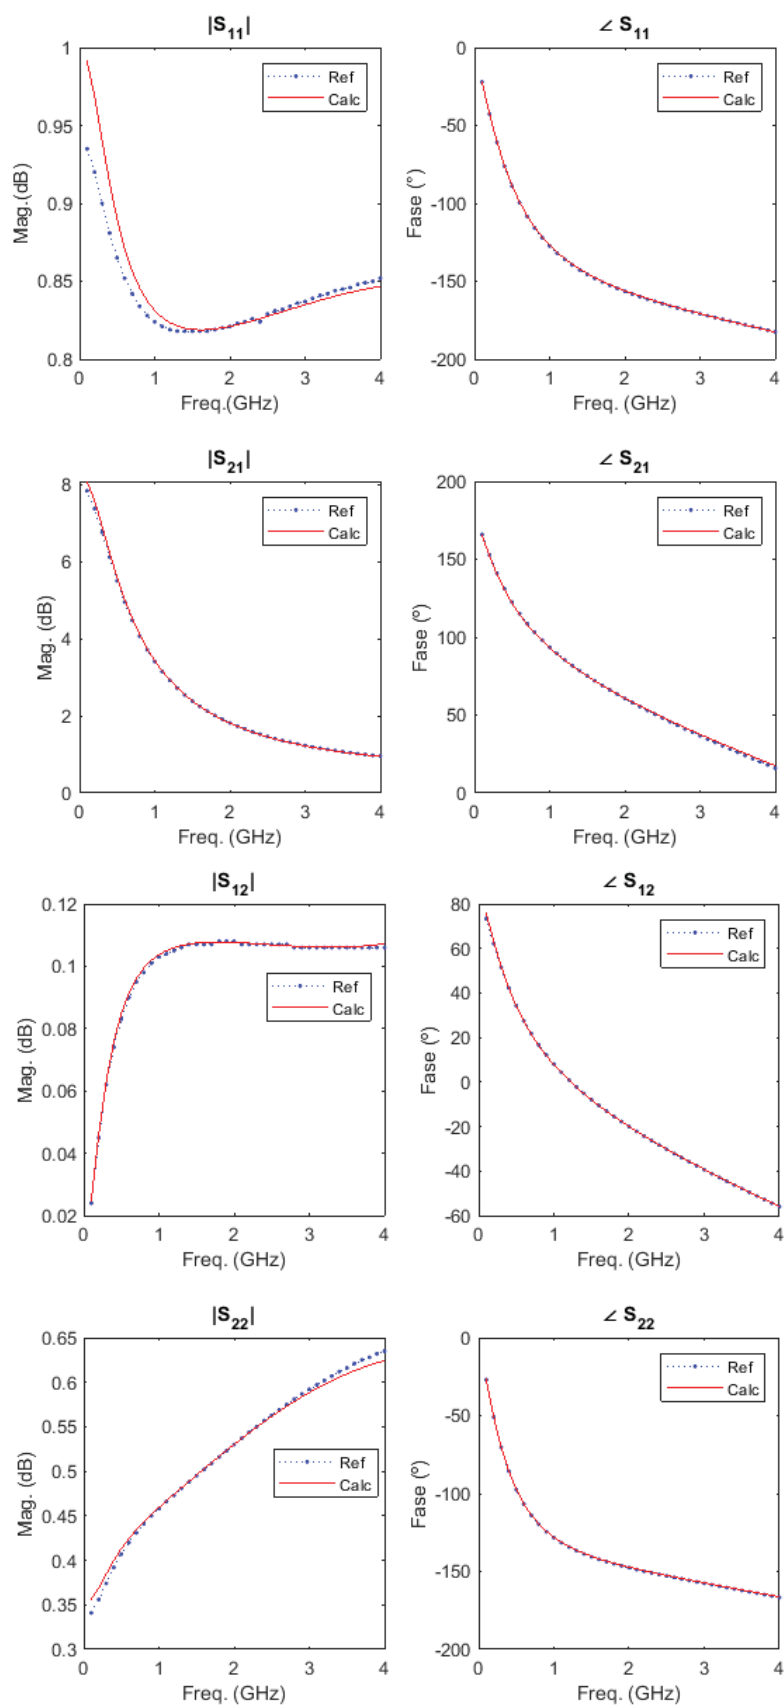 |S11|
1
0.95
0.9
0.85
0.8
Mag.(dB)
0 1 2 3 4
Freq.(GHz)
Ref
Calc
∠ S11
0
-50
-100
-150
-200
Fase (°)
0 1 2 3 4
Freq. (GHz)
Ref
Calc
|S21|
8
6
4
2
0
Mag. (dB)
0 1 2 3 4
Freq. (GHz)
Ref
Calc
∠ S21
200
150
100
50
0
Fase (º)
0 1 2 3 4
Freq. (GHz)
Ref
Calc
|S12|
0.12
0.1
0.08
0.06
0.04
0.02
Mag. (dB)
0 1 2 3 4
Freq. (GHz)
Ref
Calc
∠ S12
80
60
40
20
0
-20
-40
-60
Fase (º)
0 1 2 3 4
Freq. (GHz)
Ref
Calc
|S22|
0.65
0.6
0.55
0.5
0.45
0.4
0.35
0.3
Mag. (dB)
0 1 2 3 4
Freq. (GHz)
Ref
Calc
∠ S22
0
-50
-100
-150
-200
Fase (º)
0 1 2 3 4
Freq. (GHz)
Ref
Calc